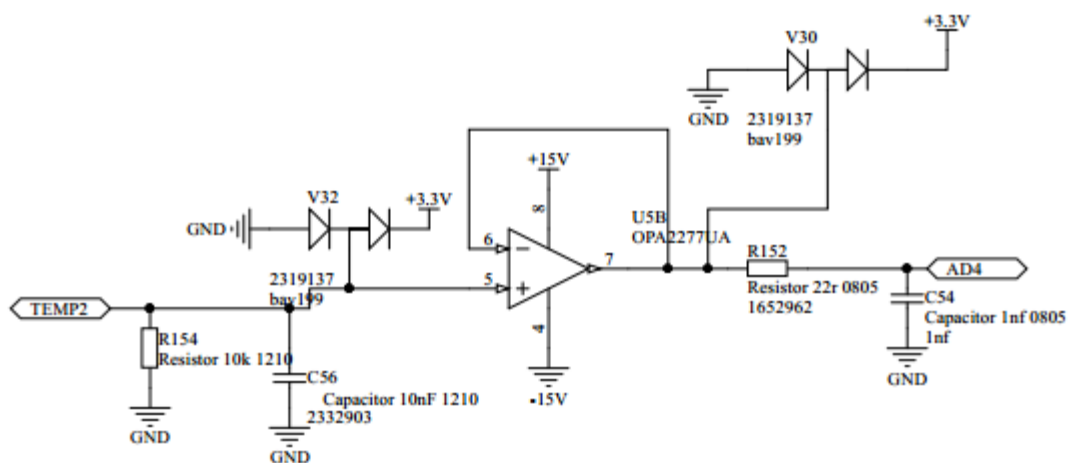 V30
+3.3V
GND
2319137
bav199
+15V
V32
+3.3V
GND
8
U5B
OPA2277UA
6
7
R152
AD4
5
2319137
bav199
Resistor 22r 0805
1652962
C54
Capacitor 1nf 0805
1nf
TEMP2
4
R154
Resistor 10k 1210
C56
Capacitor 10nF 1210
2332903
-15V
GND
GND
GND